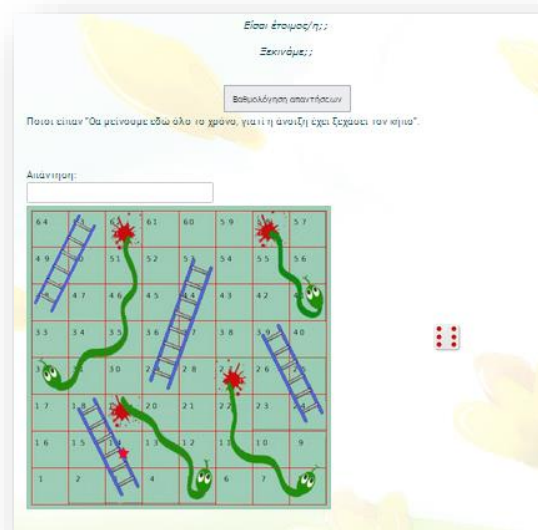 Είσαι έτοιμος/η;;
Ξεκινάμε;;
Βαθμολόγηση απαντήσεων
Ποιοι είπαν "Θα μείνουμε εδώ όλο το χρόνο, γιατί η άνοιξη έχει ξεχάσει τον κήπο".
Απάντηση:
64 61 60 59 57
49 51 52 55 56
47 46 45 43 42
33 34 35 36 38 39 40
30 28 26
17 18 20 21 22 23
16 15 14 13 12 10 9
1 2 4 6 7